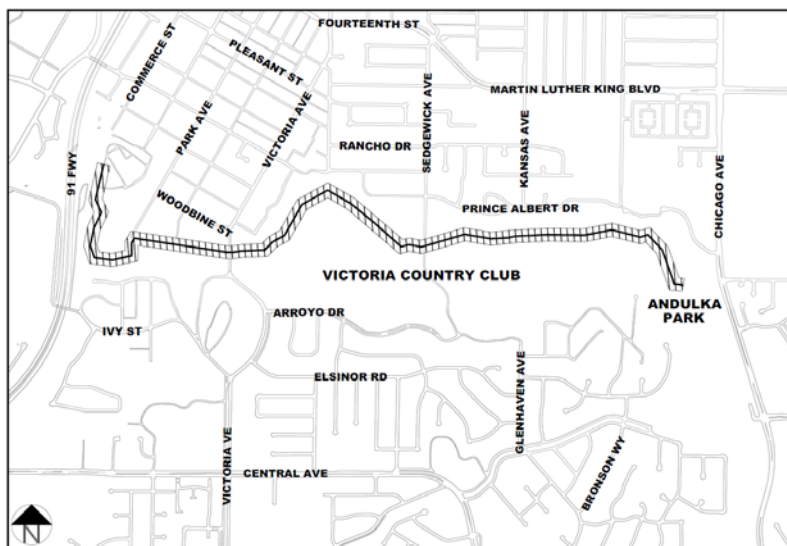 FOURTEENTH ST
COMMERCE ST
PLEASANT ST
MARTIN LUTHER KING BLVD
PARK AVE
VICTORIA AVE
SEDGEWICK AVE
KANSAS AVE
RANCHO DR
91 FWY
CHICAGO AVE
WOODBINE ST
PRINCE ALBERT DR
VICTORIA COUNTRY CLUB
ANDULKA
PARK
ARROYO DR
IVY ST
ELSINOR RD
GLENHAVEN AVE
VICTORIA VE
CENTRAL AVE
BRONSON WY
N